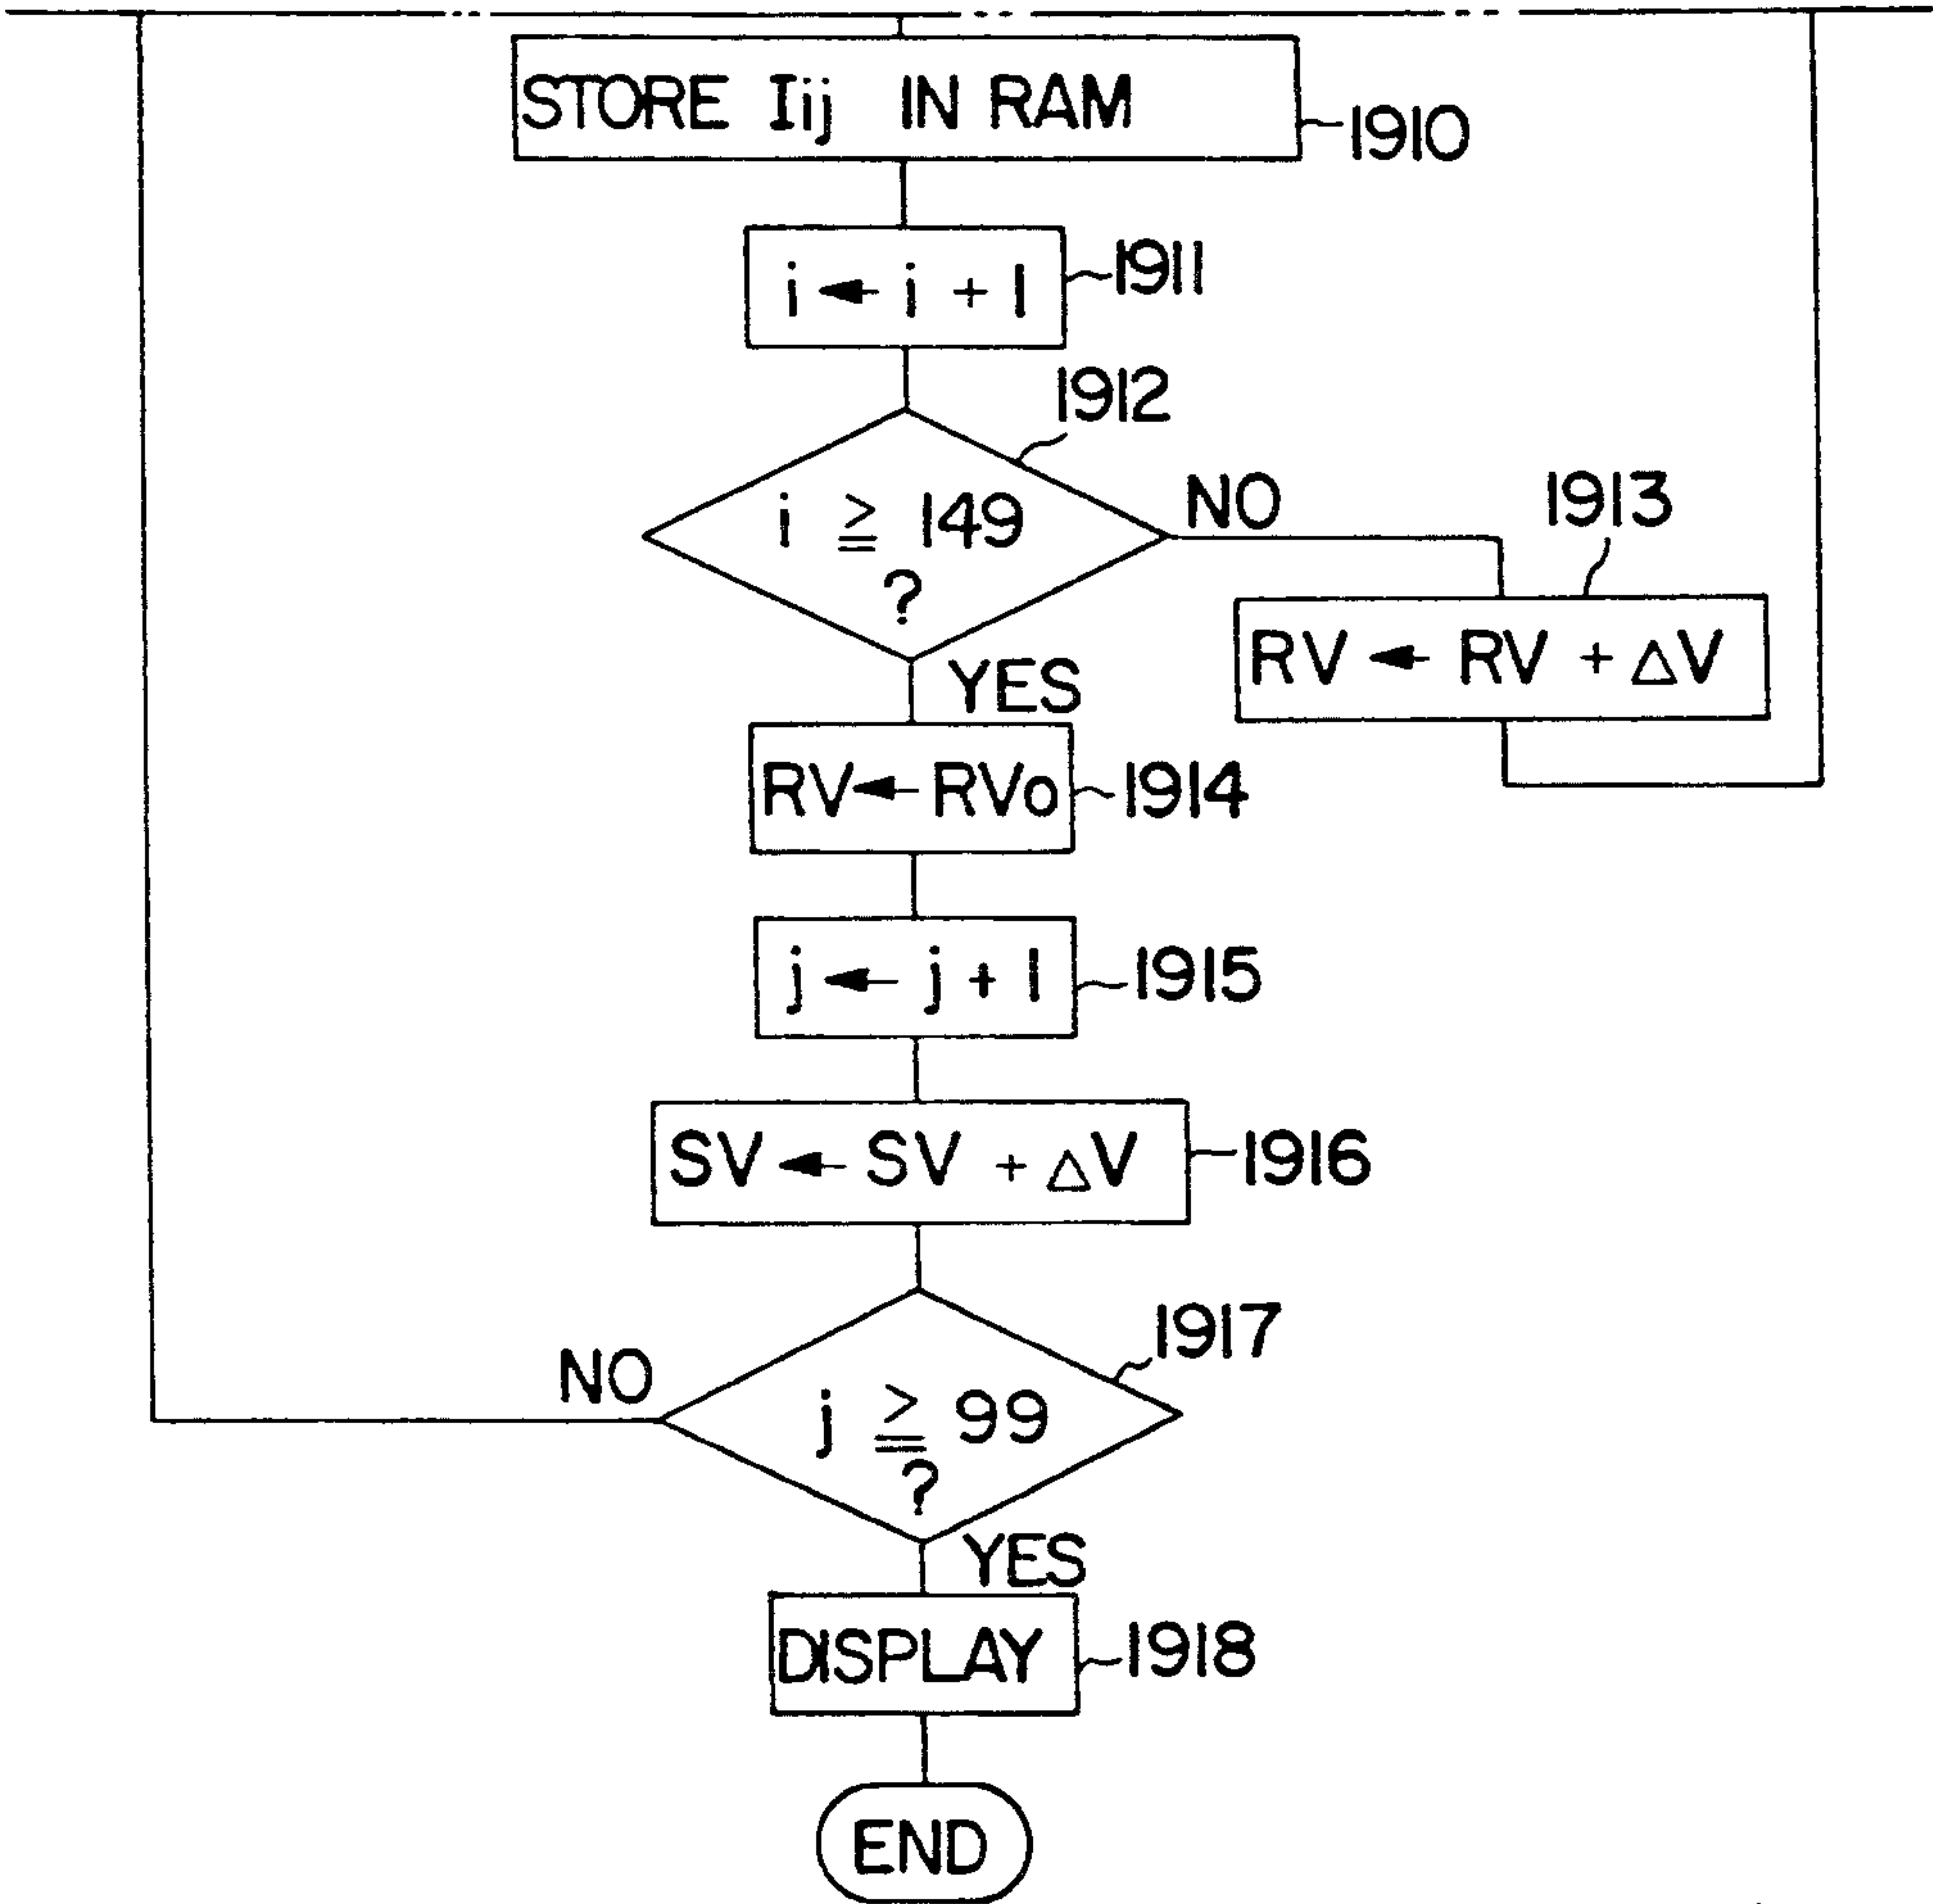 STORE Iij IN RAM
1910
i ← i + 1
1911
1912
i ≧ 149
?
NO
1913
RV ← RV + ΔV
YES
RV ← RVo
1914
j ← j + 1
1915
SV ← SV + ΔV
1916
1917
NO
j ≧ 99
?
YES
DISPLAY
1918
END